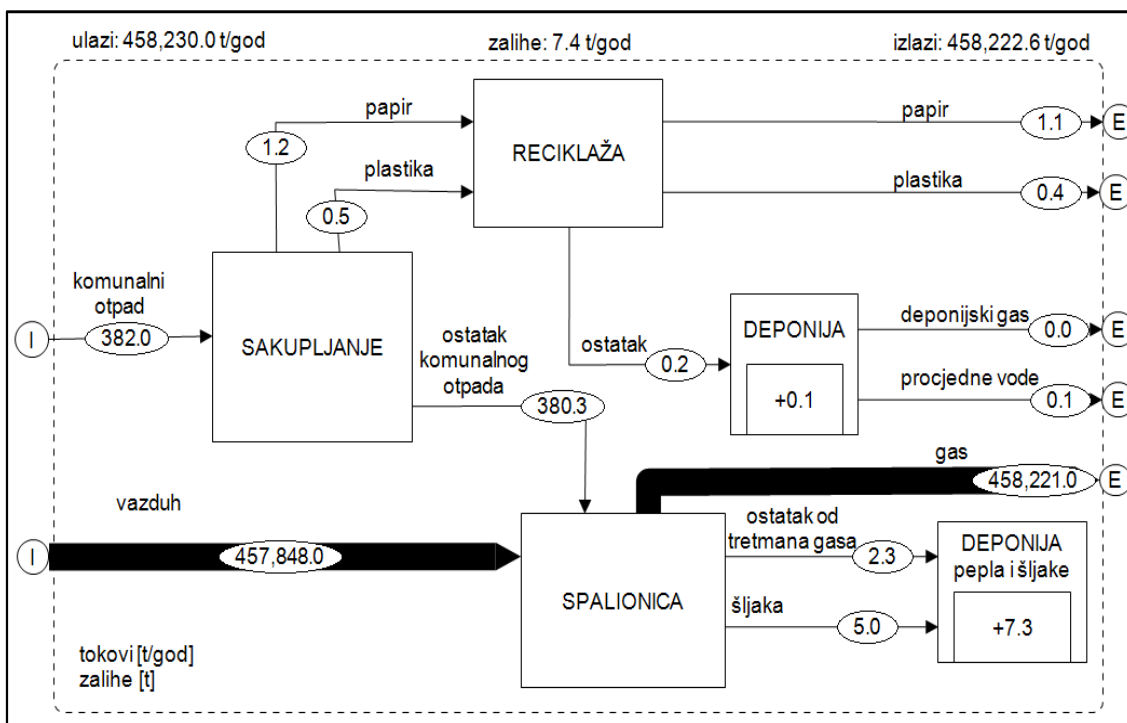 ulazi: 458,230.0 t/god
zalihe: 7.4 t/god
izlazi: 458,222.6 t/god
papir
1.2
plastika
0.5
RECIKLAŽA
papir
1.1
E
plastika
0.4
E
komunalni
otpad
I
382.0
SAKUPLJANJE
ostatak
komunalnog
otpada
380.3
ostatak
0.2
DEPONIJA
+0.1
deponijski gas
0.0
E
procjedne vode
0.1
E
gas
458,221.0
E
vazduh
I
457,848.0
SPALIONICA
ostatak od
tretmana gasa
2.3
šljaka
5.0
DEPONIJA
pepla i šljake
+7.3
tokovi [t/god]
zalihe [t]